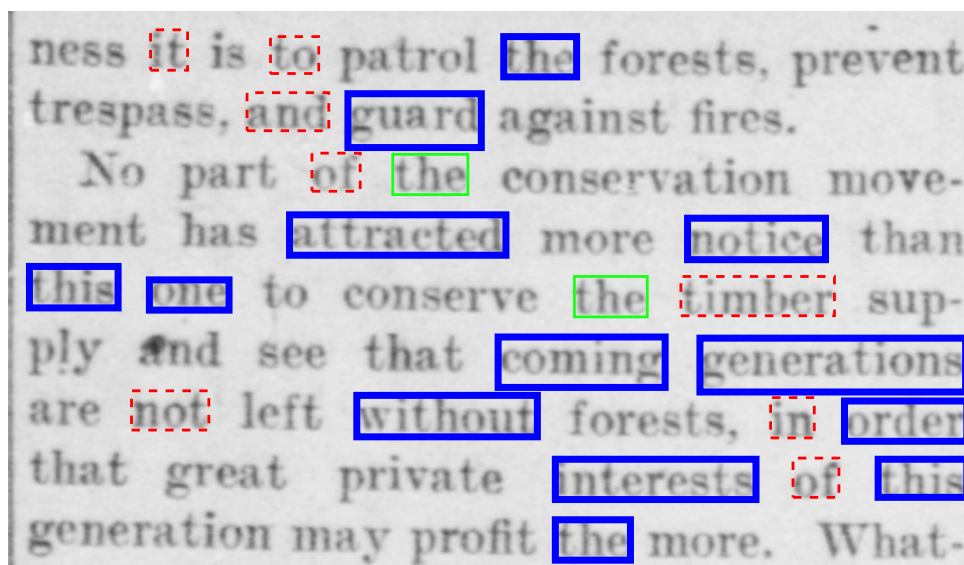 ness it is to patrol the forests, prevent
trespass, and guard against fires.
No part of the conservation move-
ment has attracted more notice than
this one to conserve the timber sup-
ply and see that coming generations
are not left without forests, in order
that great private interests of this
generation may profit the more. What-